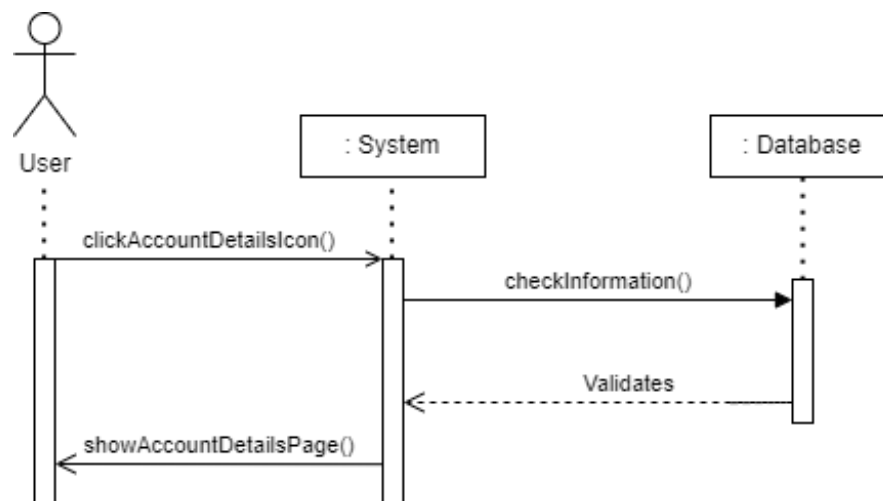 User
: System
: Database
clickAccountDetailsIcon()
checkInformation()
Validates
showAccountDetailsPage()